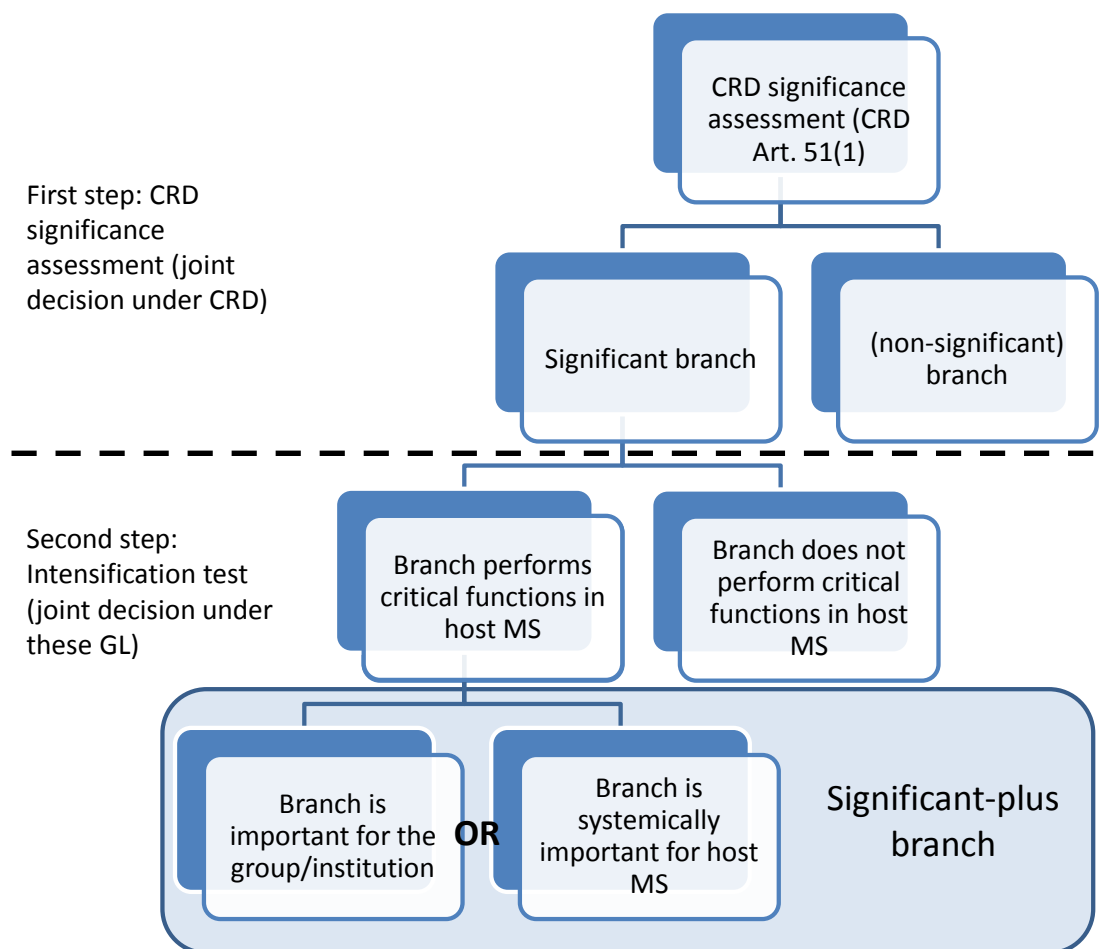 CRD significance
assessment (CRD
Art. 51(1)
First step: CRD
significance
assessment (joint
decision under CRD)
Significant branch
(non-significant)
branch
Second step:
Intensification test
(joint decision under
these GL)
Branch performs
critical functions in
host MS
Branch does not
perform critical
functions in host
MS
Branch is
important for the
group/institution
OR
Branch is
systemically
important for host
MS
Significant-plus
branch